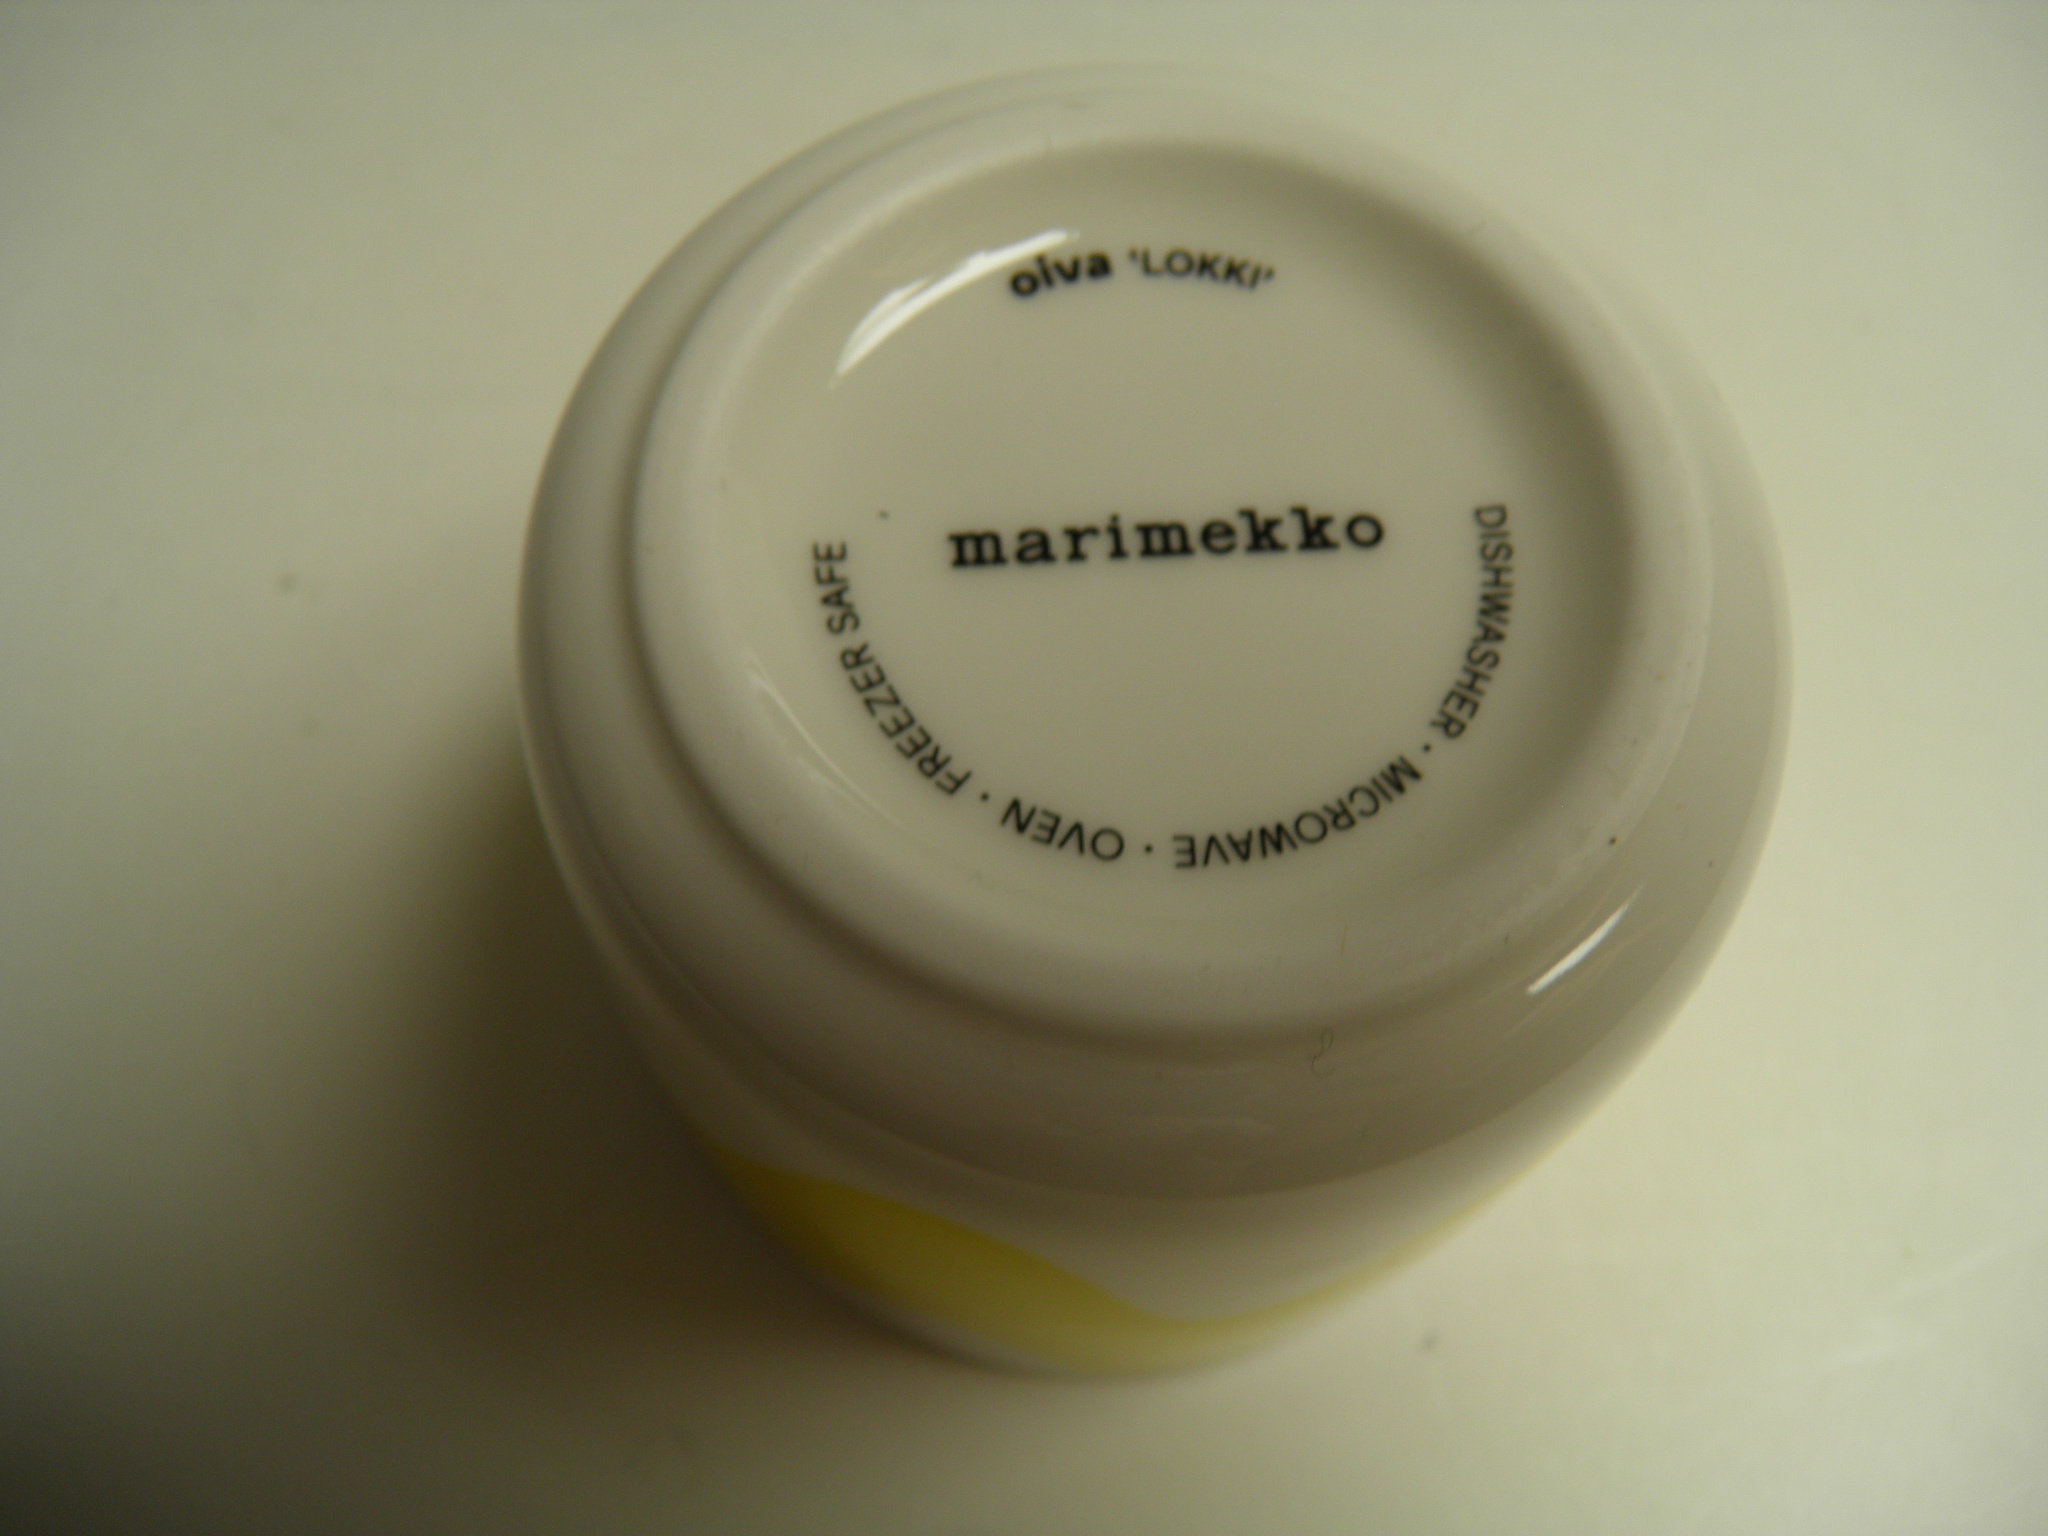 oiva 'LOKKI'
marimekko
DISHWASHER · MICROWAVE · OVEN · FREEZER SAFE